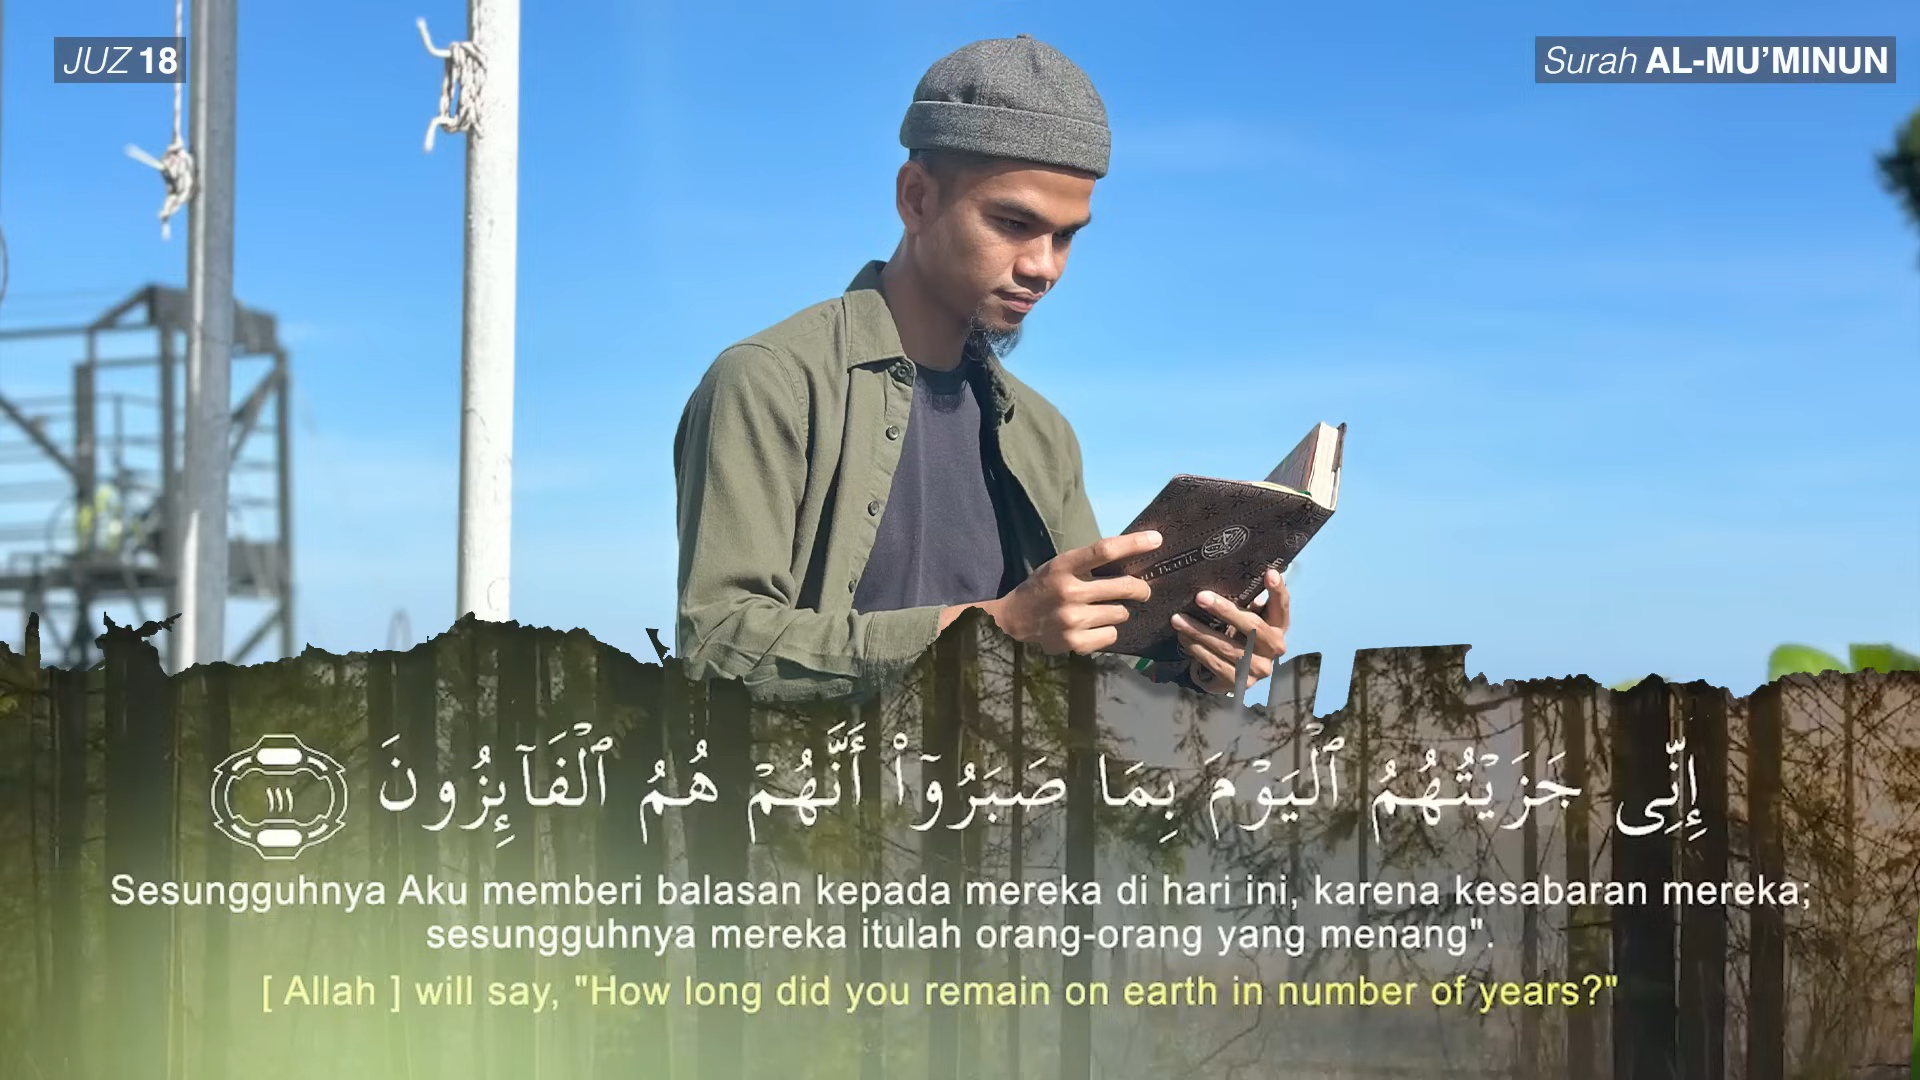 JUZ 18
Surah AL-MU’MINUN
إِنِّى جَزَيْتُهُمُ ٱلْيَوْمَ بِمَا صَبَرُوٓا۟ أَنَّهُمْ هُمُ ٱلْفَآئِزُونَ ١١١
Sesungguhnya Aku memberi balasan kepada mereka di hari ini, karena kesabaran mereka;
sesungguhnya mereka itulah orang-orang yang menang".
[ Allah ] will say, "How long did you remain on earth in number of years?"